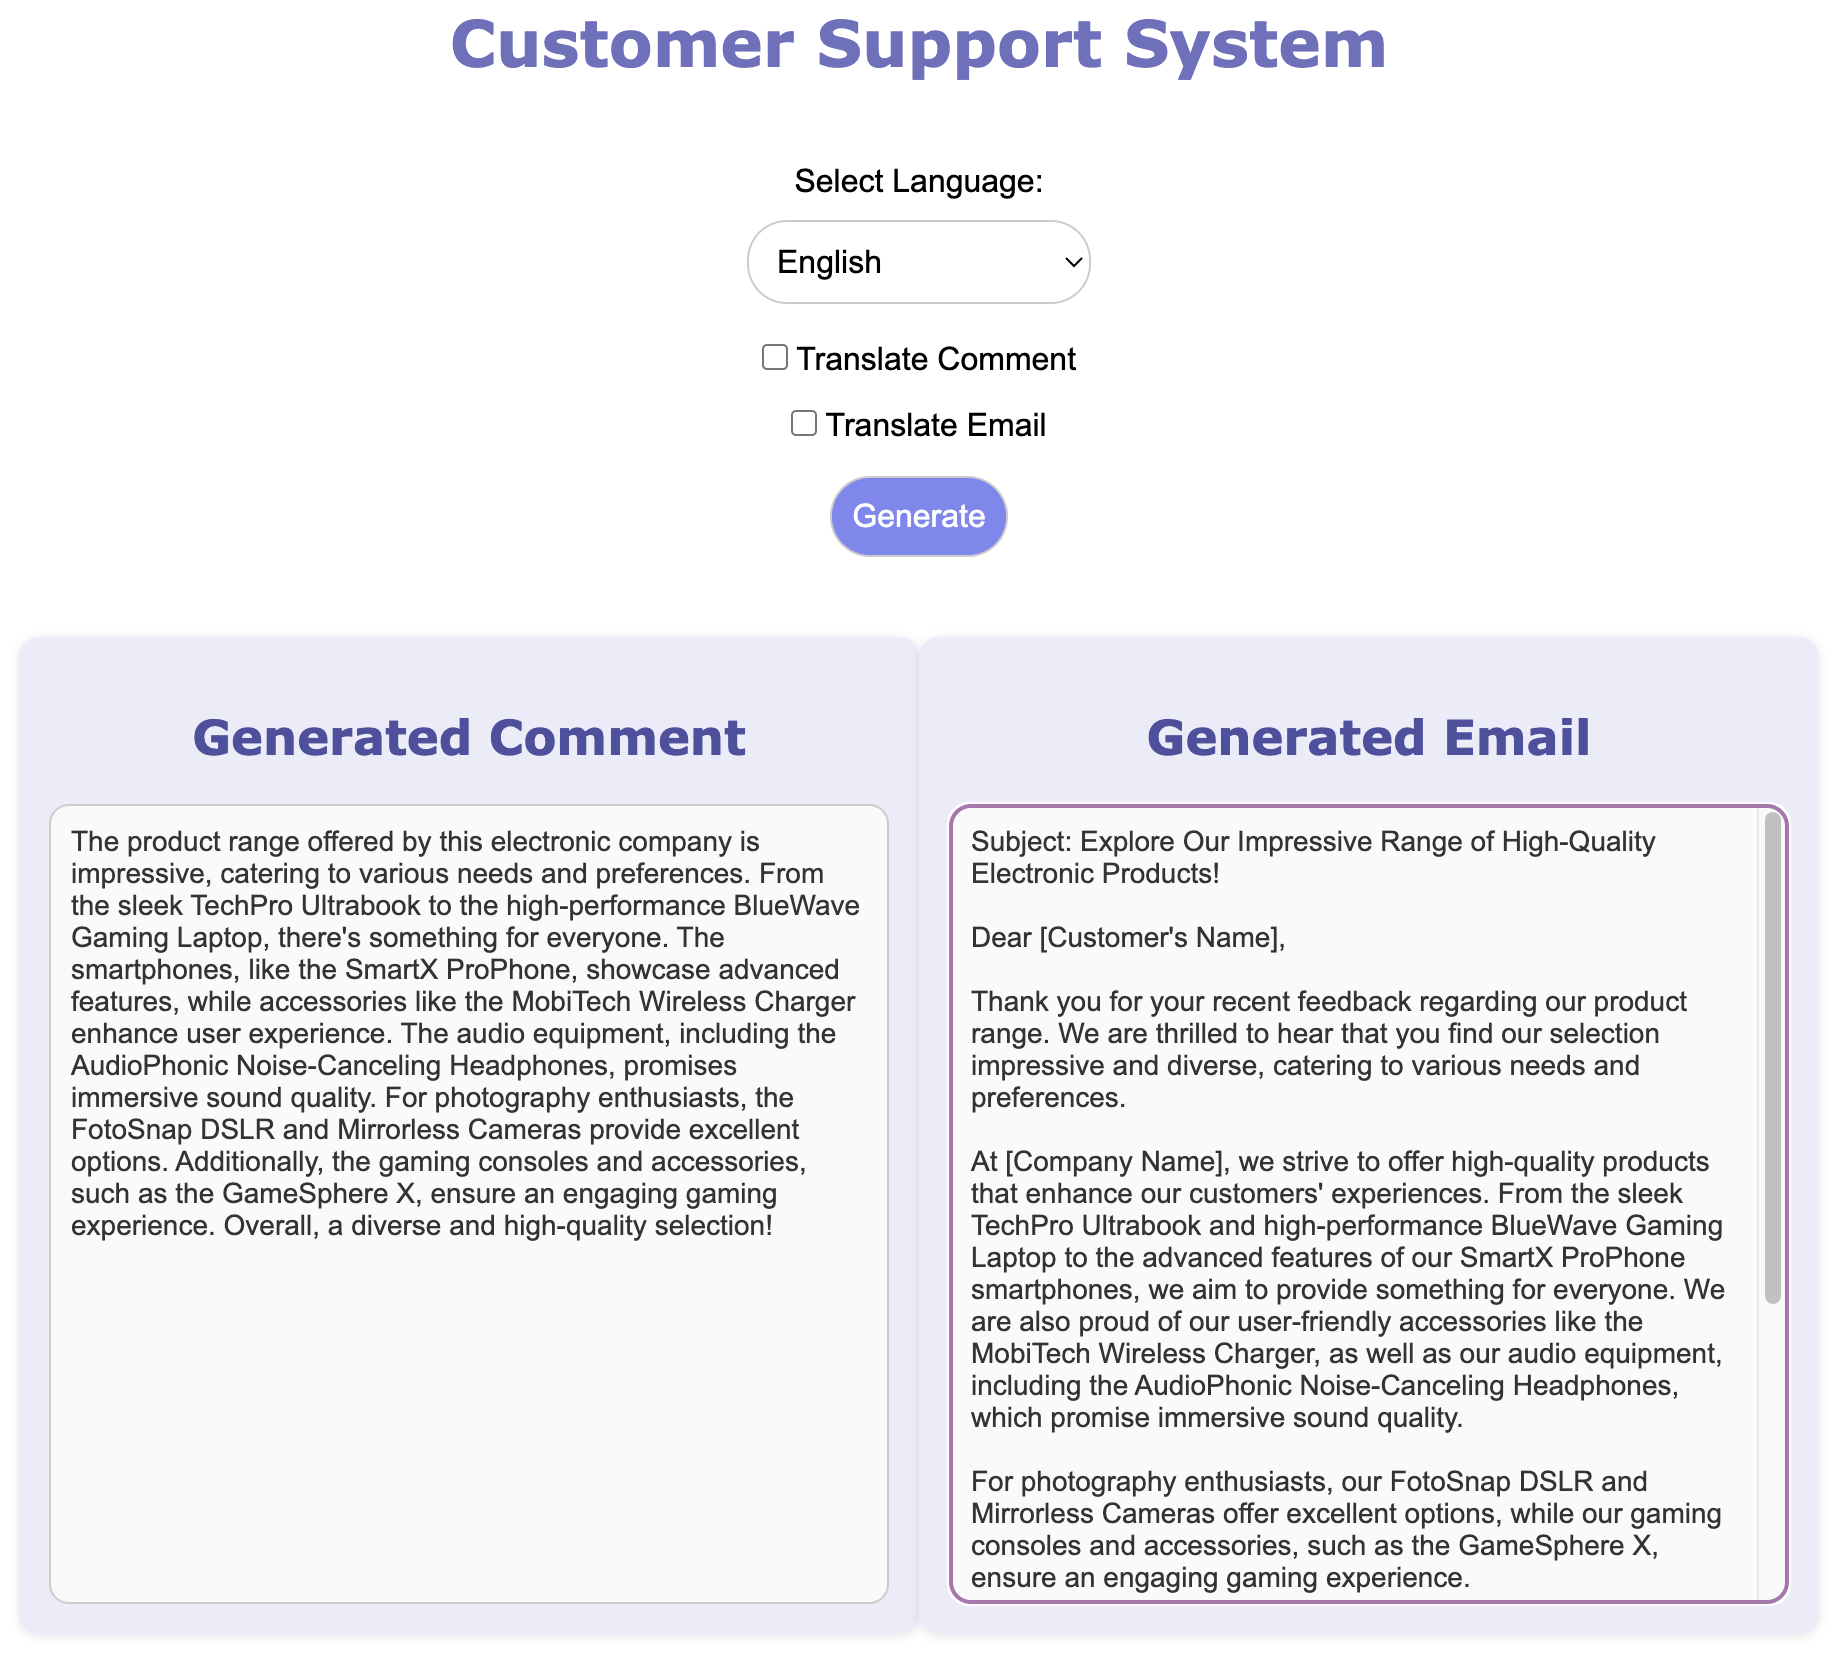 Customer Support System
Select Language:
English
Translate Comment
Translate Email
Generate
Generated Comment
The product range offered by this electronic company is
impressive, catering to various needs and preferences. From
the sleek TechPro Ultrabook to the high-performance BlueWave
Gaming Laptop, there's something for everyone. The
smartphones, like the SmartX ProPhone, showcase advanced
features, while accessories like the MobiTech Wireless Charger
enhance user experience. The audio equipment, including the
AudioPhonic Noise-Canceling Headphones, promises
immersive sound quality. For photography enthusiasts, the
FotoSnap DSLR and Mirrorless Cameras provide excellent
options. Additionally, the gaming consoles and accessories,
such as the GameSphere X, ensure an engaging gaming
experience. Overall, a diverse and high-quality selection!
Generated Email
Subject: Explore Our Impressive Range of High-Quality
Electronic Products!
Dear [Customer's Name],
Thank you for your recent feedback regarding our product
range. We are thrilled to hear that you find our selection
impressive and diverse, catering to various needs and
preferences.
At [Company Name], we strive to offer high-quality products
that enhance our customers' experiences. From the sleek
TechPro Ultrabook and high-performance BlueWave Gaming
Laptop to the advanced features of our SmartX ProPhone
smartphones, we aim to provide something for everyone. We
are also proud of our user-friendly accessories like the
MobiTech Wireless Charger, as well as our audio equipment,
including the AudioPhonic Noise-Canceling Headphones,
which promise immersive sound quality.
For photography enthusiasts, our FotoSnap DSLR and
Mirrorless Cameras offer excellent options, while our gaming
consoles and accessories, such as the GameSphere X,
ensure an engaging gaming experience.